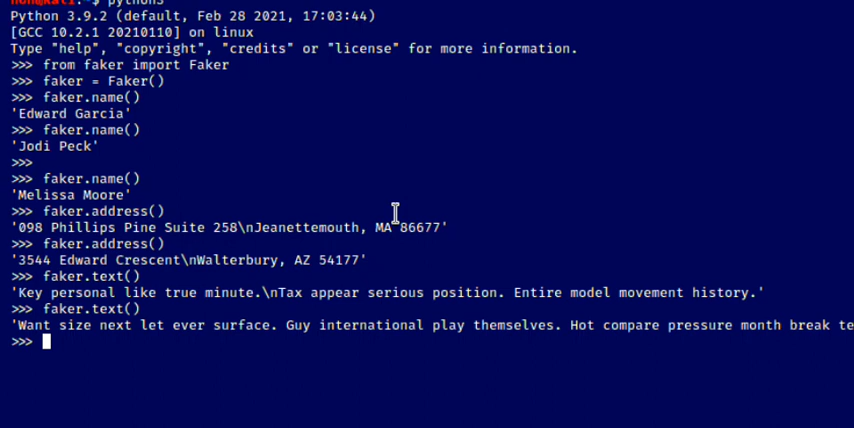 $ python3
Python 3.9.2 (default, Feb 28 2021, 17:03:44)
[GCC 10.2.1 20210110] on linux
Type "help", "copyright", "credits" or "license" for more information.
>>> from faker import Faker
>>> faker = Faker()
>>> faker.name()
'Edward Garcia'
>>> faker.name()
'Jodi Peck'
>>>
>>> faker.name()
'Melissa Moore'
>>> faker.address()
'098 Phillips Pine Suite 258\nJeanettemouth, MA 86677'
>>> faker.address()
'3544 Edward Crescent\nWalterbury, AZ 54177'
>>> faker.text()
'Key personal like true minute.\nTax appear serious position. Entire model movement history.'
>>> faker.text()
'Want size next let ever surface. Guy international play themselves. Hot compare pressure month break te
>>>